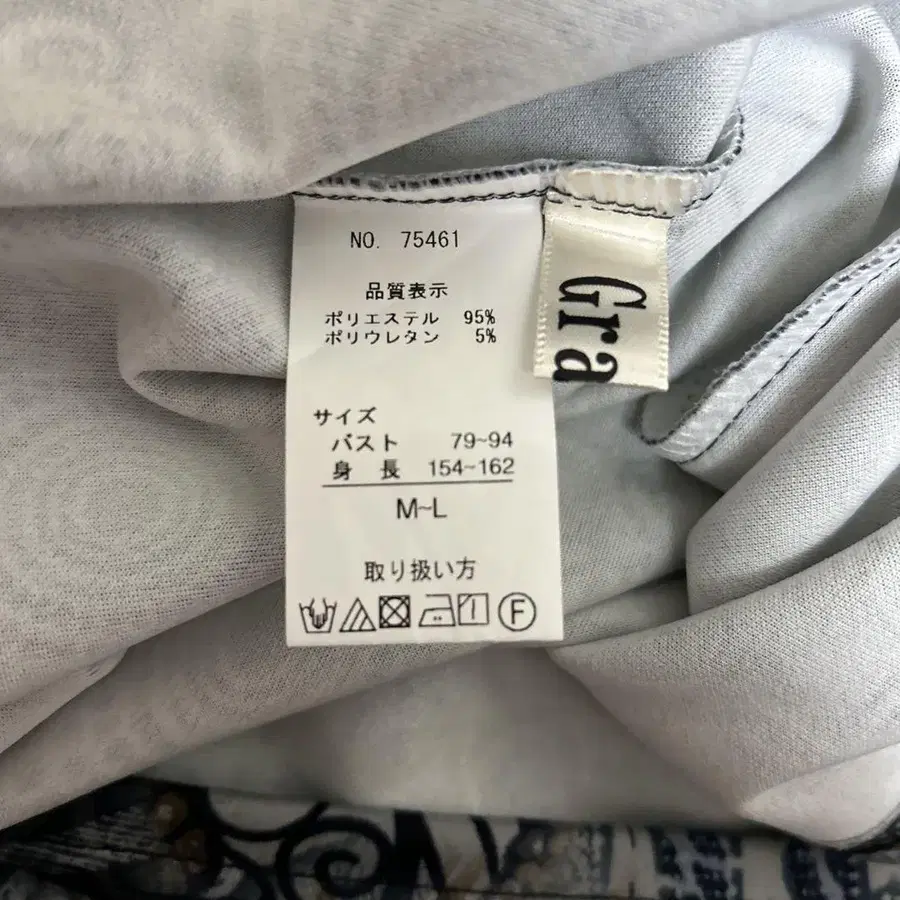 NO. 75461
品質表示
ポリエステル 95%
ポリウレタン 5%
サイズ
バスト 79~94
身 長 154~162
M~L
取り扱い方
F
Gra